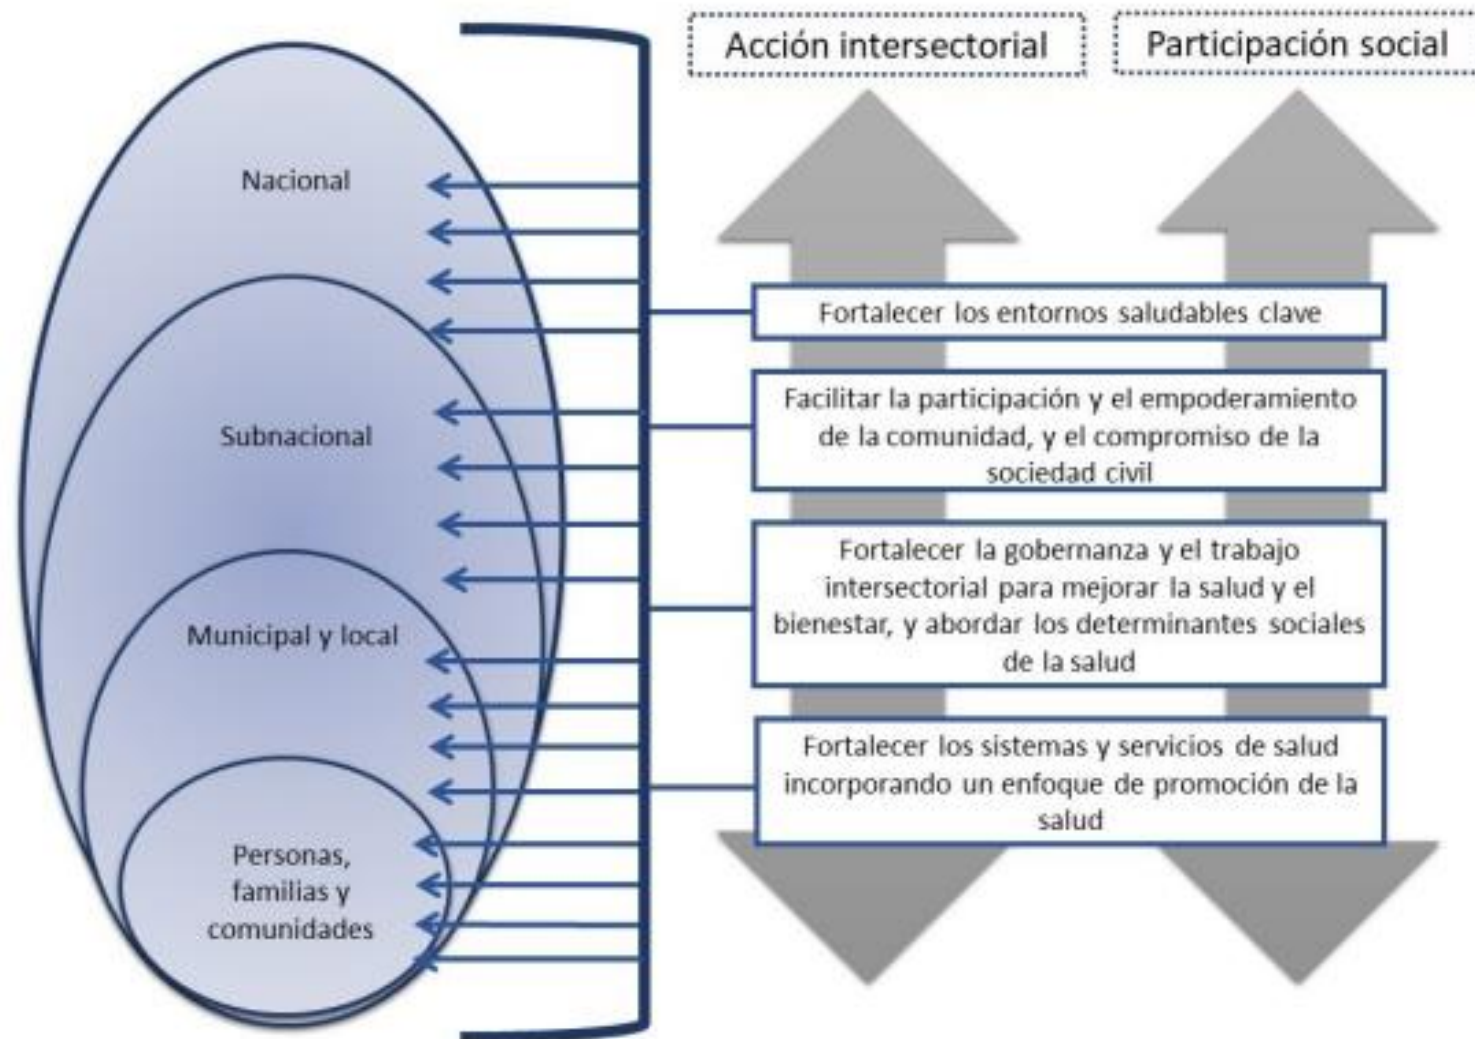 Acción intersectorial
Participación social
Nacional
Subnacional
Municipal y local
Personas,
familias y
comunidades
Fortalecer los entornos saludables clave
Facilitar la participación y el empoderamiento
de la comunidad, y el compromiso de la
sociedad civil
Fortalecer la gobernanza y el trabajo
intersectorial para mejorar la salud y el
bienestar, y abordar los determinantes sociales
de la salud
Fortalecer los sistemas y servicios de salud
incorporando un enfoque de promoción de la
salud